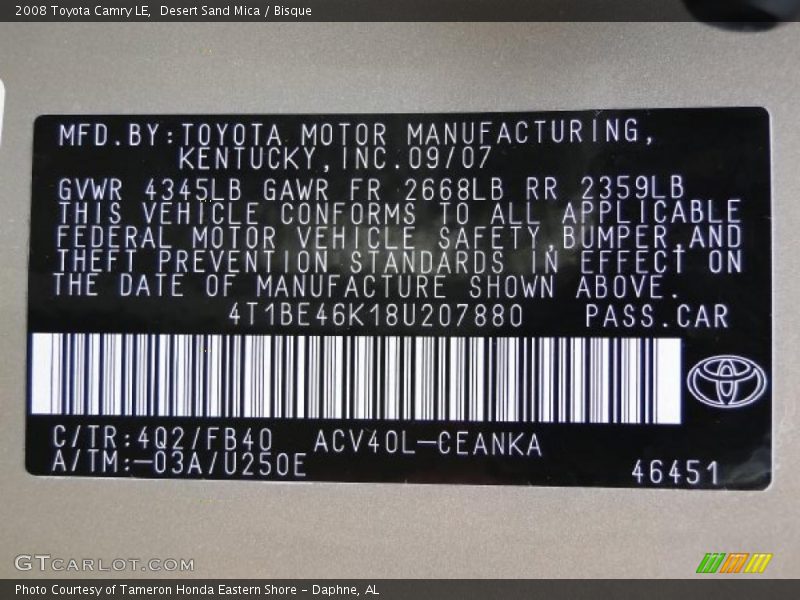 2008 Toyota Camry LE,  Desert Sand Mica / Bisque
MFD.BY:TOYOTA MOTOR MANUFACTURING,
KENTUCKY,INC.09/07
GVWR 4345LB GAWR FR 2668LB RR 2359LB
THIS VEHICLE CONFORMS TO ALL APPLICABLE
FEDERAL MOTOR VEHICLE SAFETY,BUMPER,AND
THEFT PREVENTION STANDARDS IN EFFECT ON
THE DATE OF MANUFACTURE SHOWN ABOVE.
4T1BE46K18U207880 PASS.CAR
C/TR:4Q2/FB40 ACV40L-CEANKA
A/TM:-03A/U250E
46451
GTCARLOT.COM
Photo Courtesy of Tameron Honda Eastern Shore - Daphne, AL